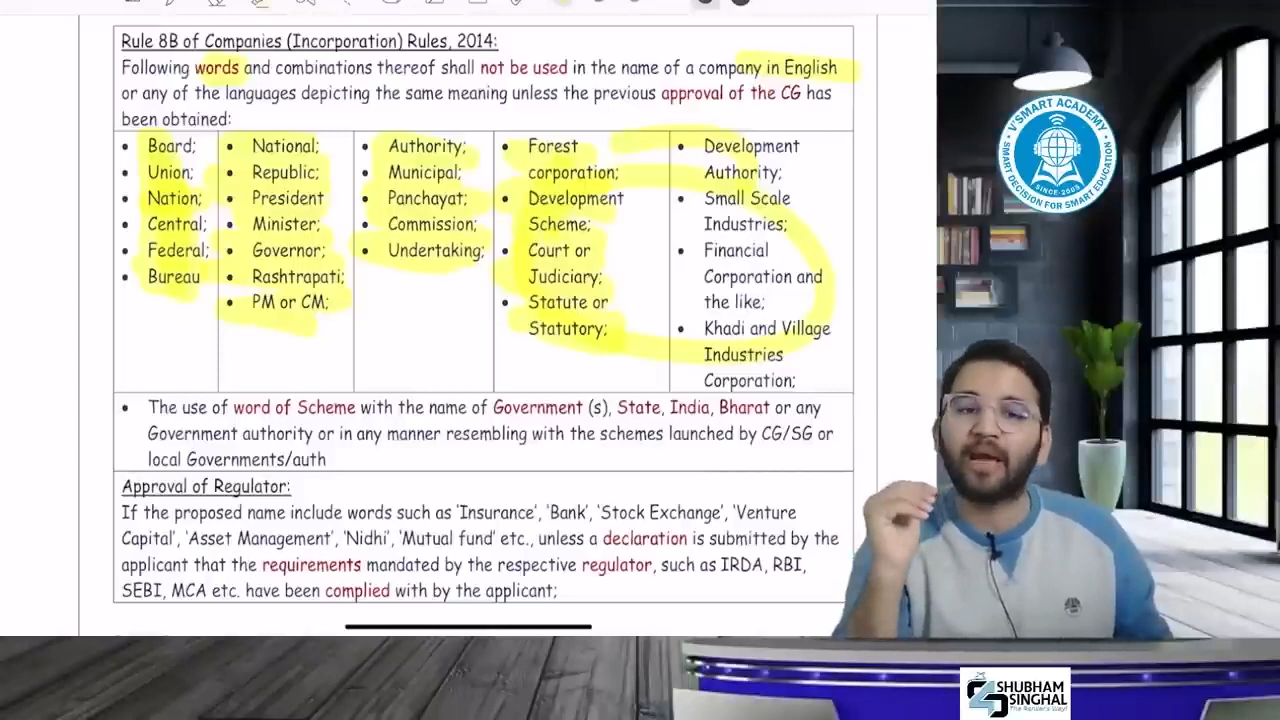 Rule 8B of Companies (Incorporation) Rules, 2014:
Following words and combinations thereof shall not be used in the name of a company in English
or any of the languages depicting the same meaning unless the previous approval of the CG has
been obtained:
• Board;
• Union;
• Nation;
• Central;
• Federal;
• Bureau
• National;
• Republic;
• President
• Minister;
• Governor;
• Rashtrapati;
• PM or CM;
• Authority;
• Municipal;
• Panchayat;
• Commission;
• Undertaking;
• Forest
corporation;
• Development
Scheme;
• Court or
Judiciary;
• Statute or
Statutory;
• Development
Authority;
• Small Scale
Industries;
• Financial
Corporation and
the like;
• Khadi and Village
Industries
Corporation;
• The use of word of Scheme with the name of Government (s), State, India, Bharat or any
Government authority or in any manner resembling with the schemes launched by CG/SG or
local Governments/auth
Approval of Regulator:
If the proposed name include words such as 'Insurance', 'Bank', 'Stock Exchange', 'Venture
Capital', 'Asset Management', 'Nidhi', 'Mutual fund' etc., unless a declaration is submitted by the
applicant that the requirements mandated by the respective regulator, such as IRDA, RBI,
SEBI, MCA etc. have been complied with by the applicant;
V'SMART ACADEMY
SINCE-2005
SMART DECISION FOR SMART EDUCATION
SHUBHAM
SINGHAL
The Rankers Way!